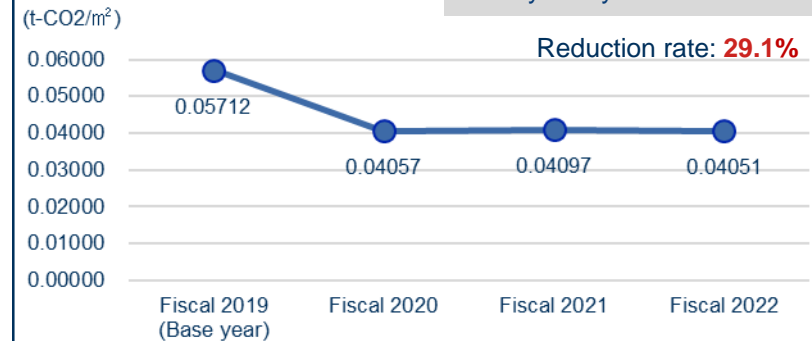 (t-CO2/㎡)
Reduction rate: 29.1%
0.06000
0.05000
0.04000
0.03000
0.02000
0.01000
0.00000
0.05712
0.04057
0.04097
0.04051
Fiscal 2019 Fiscal 2020 Fiscal 2021 Fiscal 2022
(Base year)